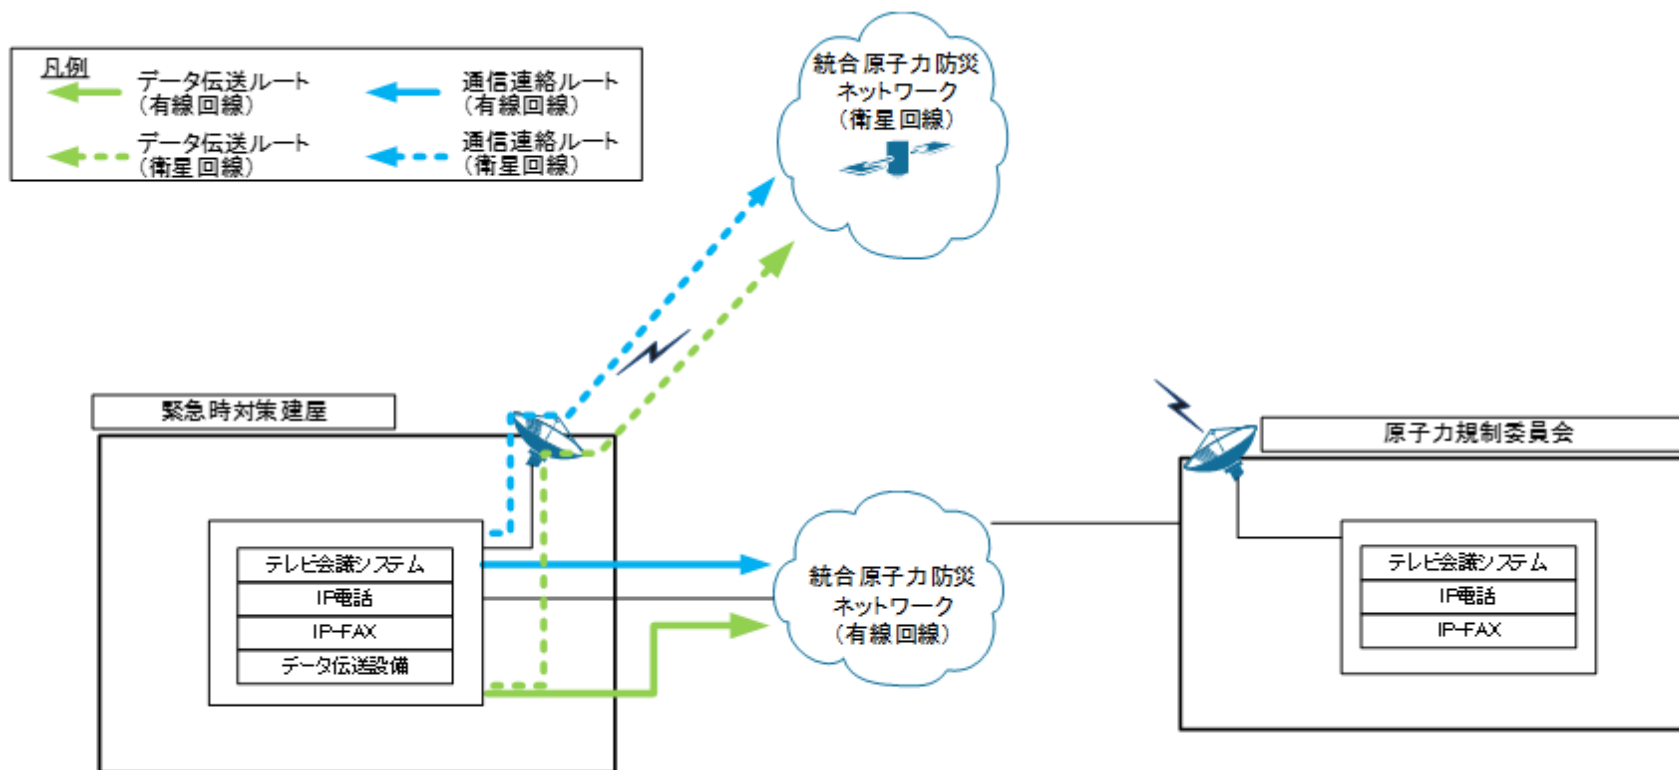 凡例
データ伝送ルート
（有線回線）
通信連絡ルート
（有線回線）
データ伝送ルート
（衛星回線）
通信連絡ルート
（衛星回線）
統合原子力防災
ネットワーク
（衛星回線）
緊急時対策建屋
原子力規制委員会
テレビ会議システム
IP電話
IP-FAX
データ伝送設備
統合原子力防災
ネットワーク
（有線回線）
テレビ会議システム
IP電話
IP-FAX